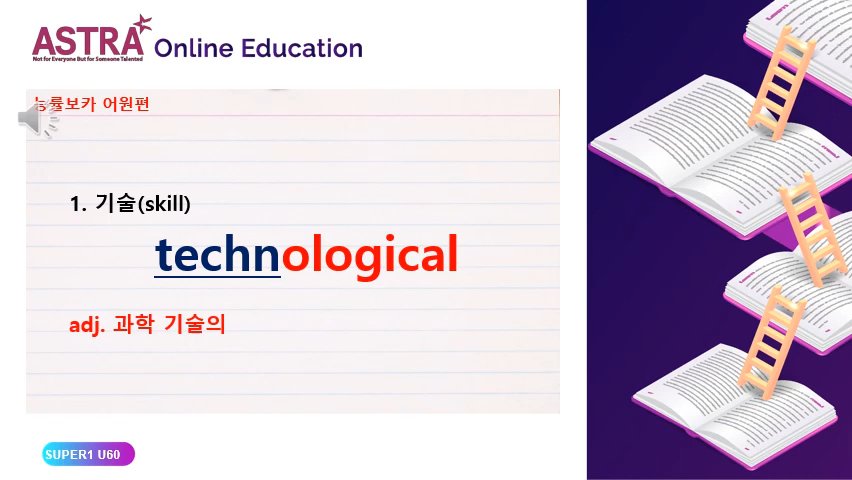 ASTRA
Not for Everyone But for Someone Talented
Online Education
능률보카 어원편
1. 기술(skill)
technological
adj. 과학 기술의
SUPER1 U60